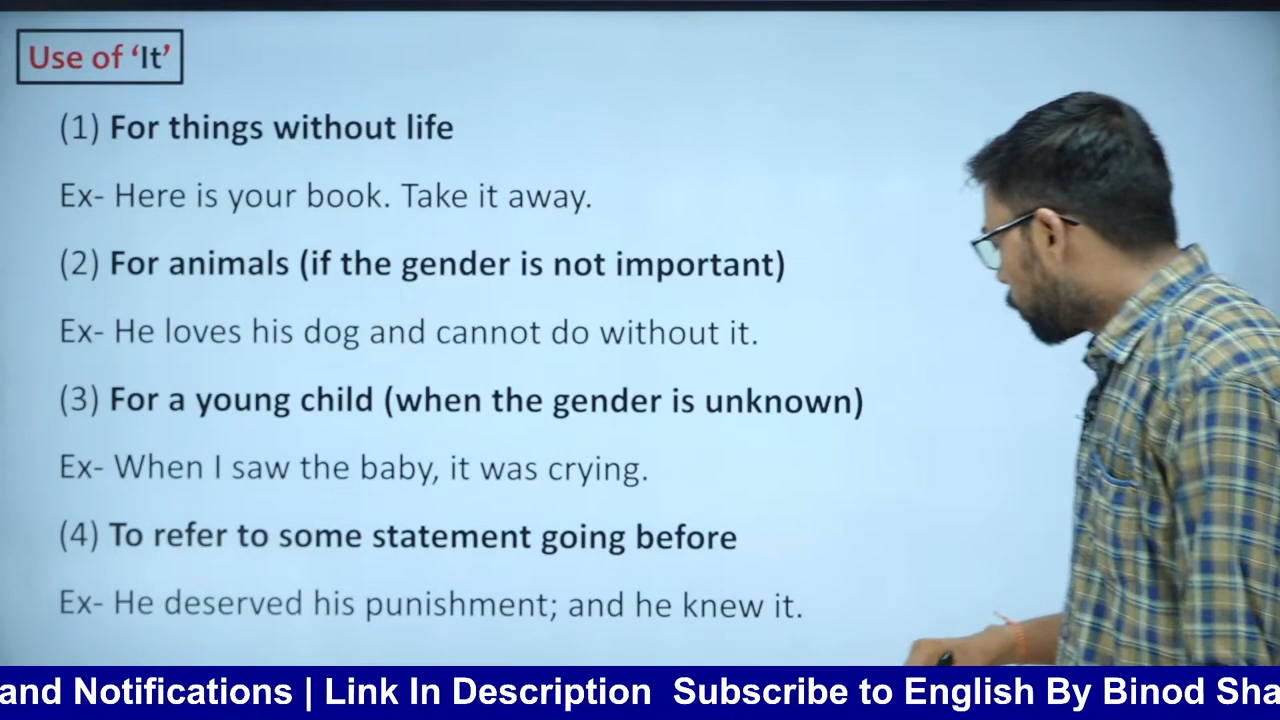 Use of ‘It’
(1) For things without life
Ex- Here is your book. Take it away.
(2) For animals (if the gender is not important)
Ex- He loves his dog and cannot do without it.
(3) For a young child (when the gender is unknown)
Ex- When I saw the baby, it was crying.
(4) To refer to some statement going before
Ex- He deserved his punishment; and he knew it.
and Notifications | Link In Description Subscribe to English By Binod Sha